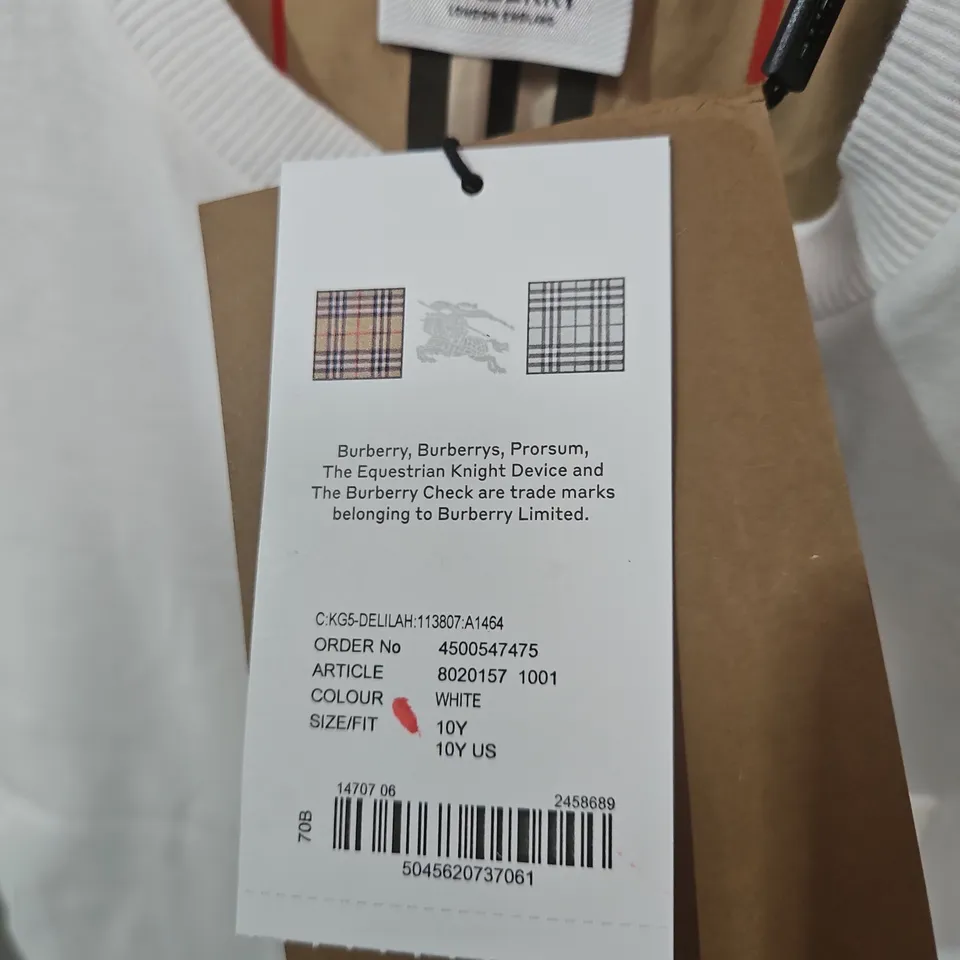 LONDON ENGLAND
Burberry, Burberrys, Prorsum,
The Equestrian Knight Device and
The Burberry Check are trade marks
belonging to Burberry Limited.
C:KG5-DELILAH:113807:A1464
ORDER No 4500547475
ARTICLE 8020157 1001
COLOUR WHITE
SIZE/FIT 10Y
10Y US
14707 06 2458689
70B
5045620737061